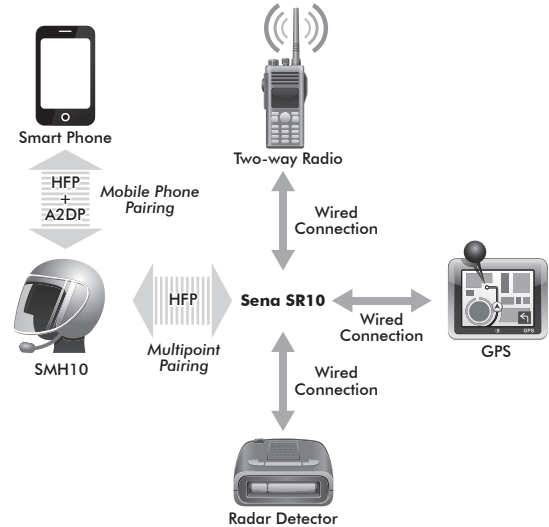 Smart Phone
Two-way Radio
HFP
+
A2DP
Mobile Phone
Pairing
Wired
Connection
SMH10
HFP
Multipoint
Pairing
Sena SR10
Wired
Connection
GPS
GPS
Wired
Connection
Radar Detector